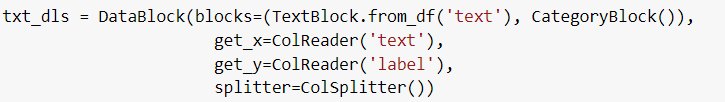 txt_dls = DataBlock(blocks=(TextBlock.from_df('text'), CategoryBlock()),
get_x=ColReader('text'),
get_y=ColReader('label'),
splitter=ColSplitter())